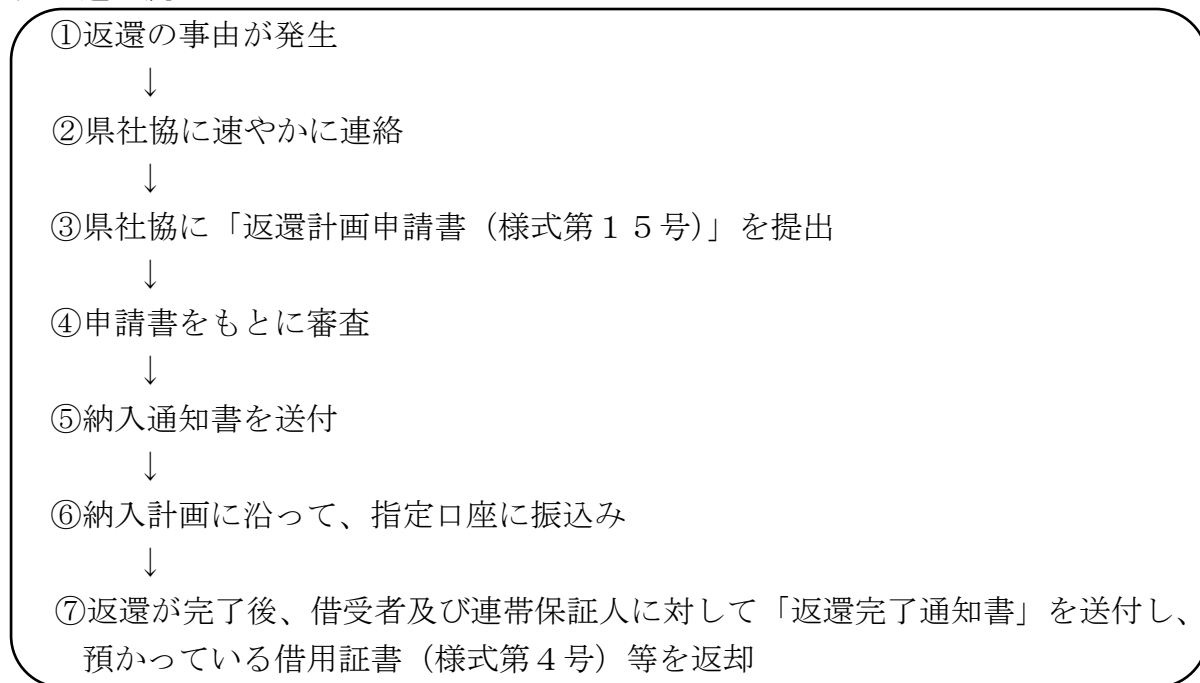 ①返還の事由が発生
↓
②県社協に速やかに連絡
↓
③県社協に「返還計画申請書(様式第15号)」を提出
↓
④申請書をもとに審査
↓
⑤納入通知書を送付
↓
⑥納入計画に沿って、指定口座に振込み
↓
⑦返還が完了後、借受者及び連帯保証人に対して「返還完了通知書」を送付し、
預かっている借用証書(様式第4号)等を返却